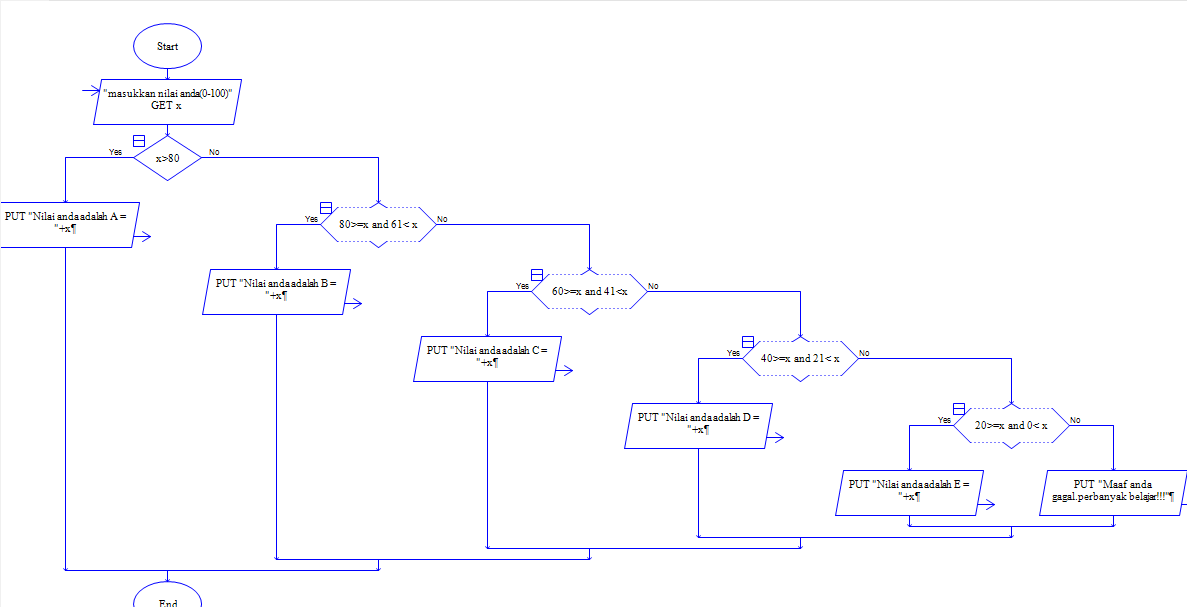 Start
"masukkan nilai anda(0-100)"
GET x
Yes
x>80
No
PUT "Nilai anda adalah A =
"+x¶
Yes
80>=x and 61< x
No
PUT "Nilai anda adalah B =
"+x¶
Yes
60>=x and 41<x
No
PUT "Nilai anda adalah C =
"+x¶
Yes
40>=x and 21< x
No
PUT "Nilai anda adalah D =
"+x¶
Yes
20>=x and 0< x
No
PUT "Nilai anda adalah E =
"+x¶
PUT "Maaf anda
gagal.perbanyak belajar!!!"¶
End